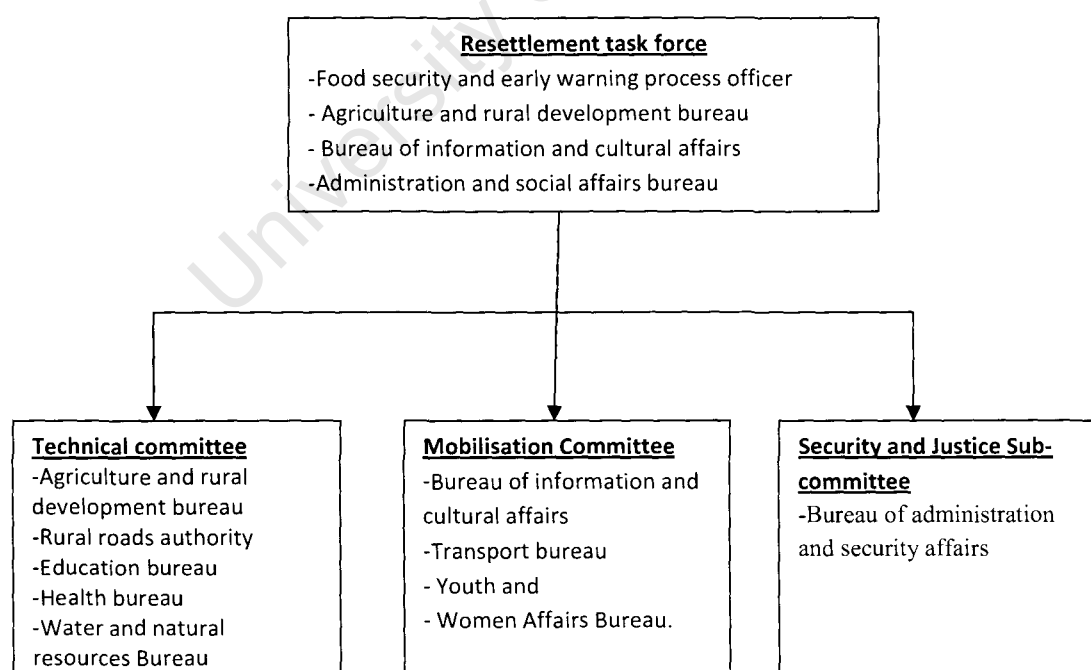 University
Resettlement task force
-Food security and early warning process officer
- Agriculture and rural development bureau
- Bureau of information and cultural affairs
-Administration and social affairs bureau
Technical committee
-Agriculture and rural
development bureau
-Rural roads authority
-Education bureau
-Health bureau
-Water and natural
resources Bureau
Mobilisation Committee
-Bureau of information and
cultural affairs
-Transport bureau
- Youth and
- Women Affairs Bureau.
Security and Justice Sub-
committee
-Bureau of administration
and security affairs